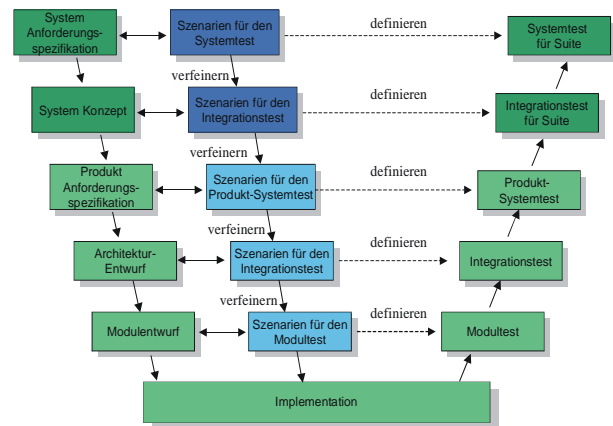 System
Anforderungs-
spezifikation
Szenarien für den
Systemtest
definieren
Systemtest
für Suite
verfeinern
System Konzept
Szenarien für den
Integrationstest
definieren
Integrationstest
für Suite
verfeinern
Produkt
Anforderungs-
spezifikation
Szenarien für den
Produkt-Systemtest
definieren
Produkt-
Systemtest
verfeinern
Architektur-
Entwurf
Szenarien für den
Integrationstest
definieren
Integrationstest
verfeinern
Modulentwurf
Szenarien für den
Modultest
definieren
Modultest
Implementation